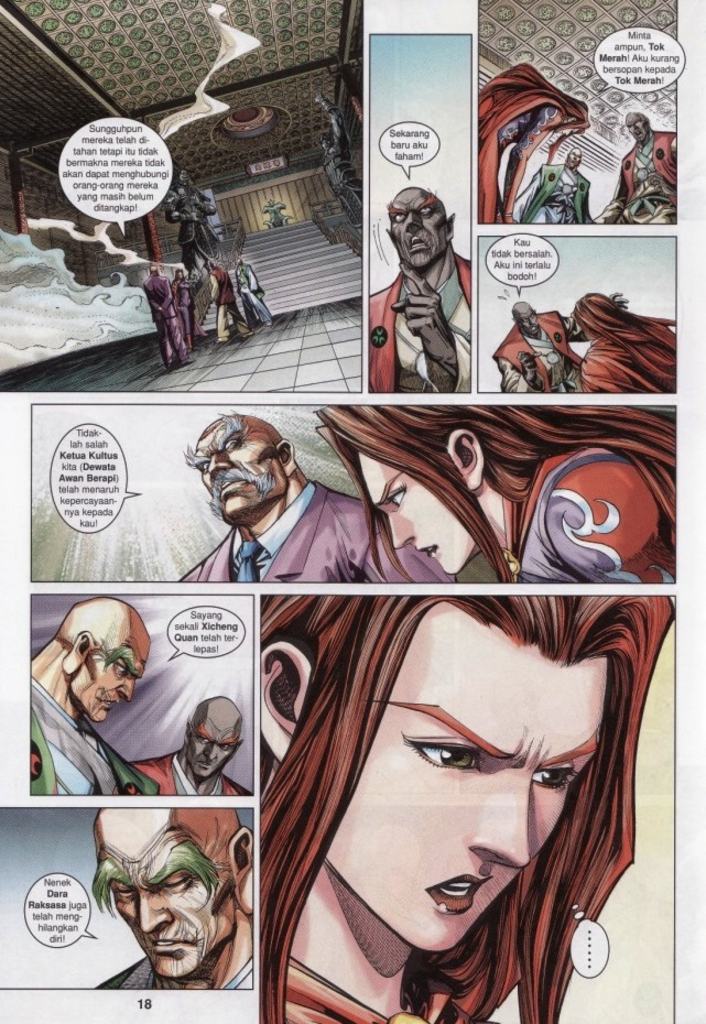 Sungguhpun
mereka telah di-
tahan tetapi itu tidak
bermakna mereka tidak
akan dapat menghubungi
orang-orang mereka
yang masih belum
ditangkap!
Sekarang
baru aku
faham!
Minta
ampun, Tok
Merah! Aku kurang
bersopan kepada
Tok Merah!
Kau
tidak bersalah.
Aku ini terlalu
bodoh!
Tidak-
lah salah
Ketua Kultus
kita (Dewata
Awan Berapi)
telah menaruh
kepercayaan-
nya kepada
kau!
Sayang
sekali Xicheng
Quan telah ter-
lepas!
Nenek
Dara
Raksasa juga
telah meng-
hilangkan
diri!
......
18